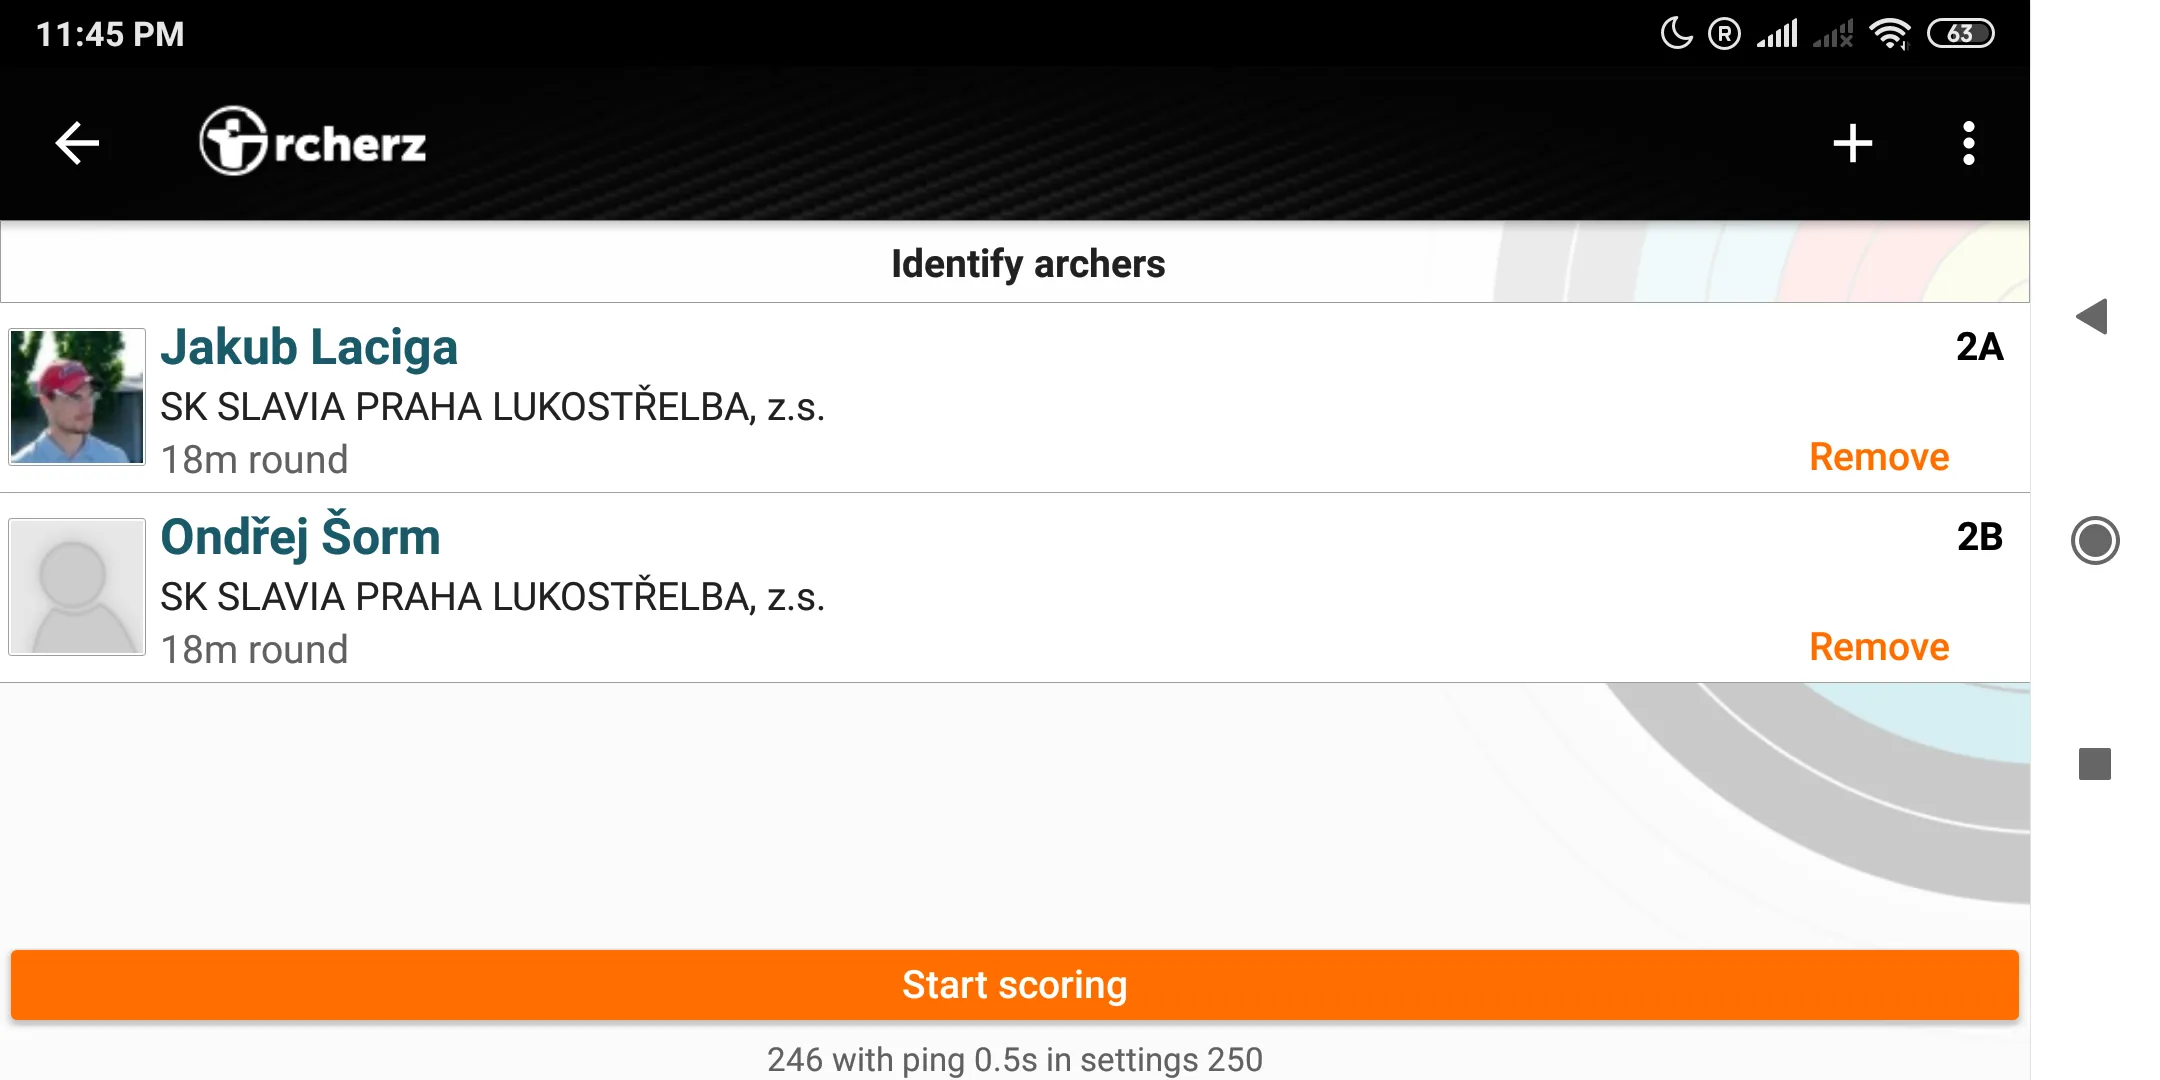 11:45 PM
R
63
rcherz
Identify archers
Jakub Laciga
2A
SK SLAVIA PRAHA LUKOSTŘELBA, z.s.
18m round
Remove
Ondřej Šorm
2B
SK SLAVIA PRAHA LUKOSTŘELBA, z.s.
18m round
Remove
Start scoring
246 with ping 0.5s in settings 250